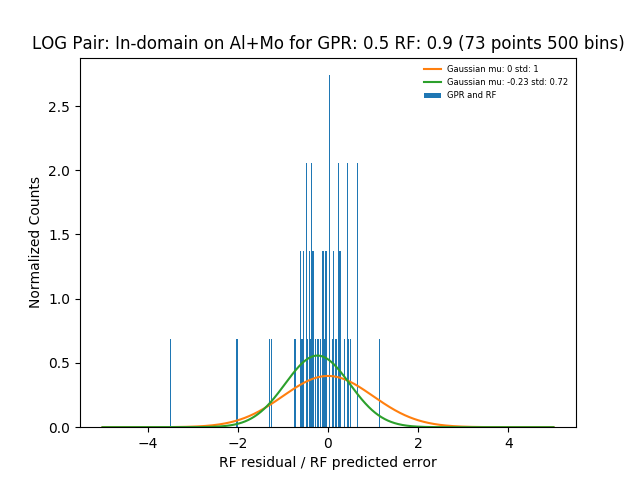 LOG Pair: In-domain on Al+Mo for GPR: 0.5 RF: 0.9 (73 points 500 bins)
Gaussian mu: 0 std: 1
Gaussian mu: -0.23 std: 0.72
GPR and RF
Normalized Counts
2.5
2.0
1.5
1.0
0.5
0.0
−4
−2
0
2
4
RF residual / RF predicted error